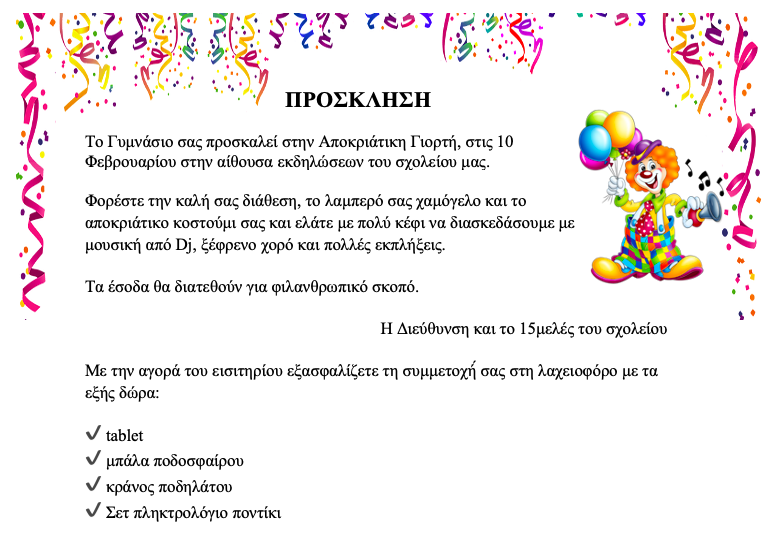 ΠΡΟΣΚΛΗΣΗ
Το Γυμνάσιο σας προσκαλεί στην Αποκριάτικη Γιορτή, στις 10
Φεβρουαρίου στην αίθουσα εκδηλώσεων του σχολείου μας.
Φορέστε την καλή σας διάθεση, το λαμπερό σας χαμόγελο και το
αποκριάτικο κοστούμι σας και ελάτε με πολύ κέφι να διασκεδάσουμε με
μουσική από Dj, ξέφρενο χορό και πολλές εκπλήξεις.
Τα έσοδα θα διατεθούν για φιλανθρωπικό σκοπό.
Η Διεύθυνση και το 15μελές του σχολείου
Με την αγορά του εισιτηρίου εξασφαλίζετε τη συμμετοχή σας στη λαχειοφόρο με τα
εξής δώρα:
✔ tablet
✔ μπάλα ποδοσφαίρου
✔ κράνος ποδηλάτου
✔ Σετ πληκτρολόγιο ποντίκι